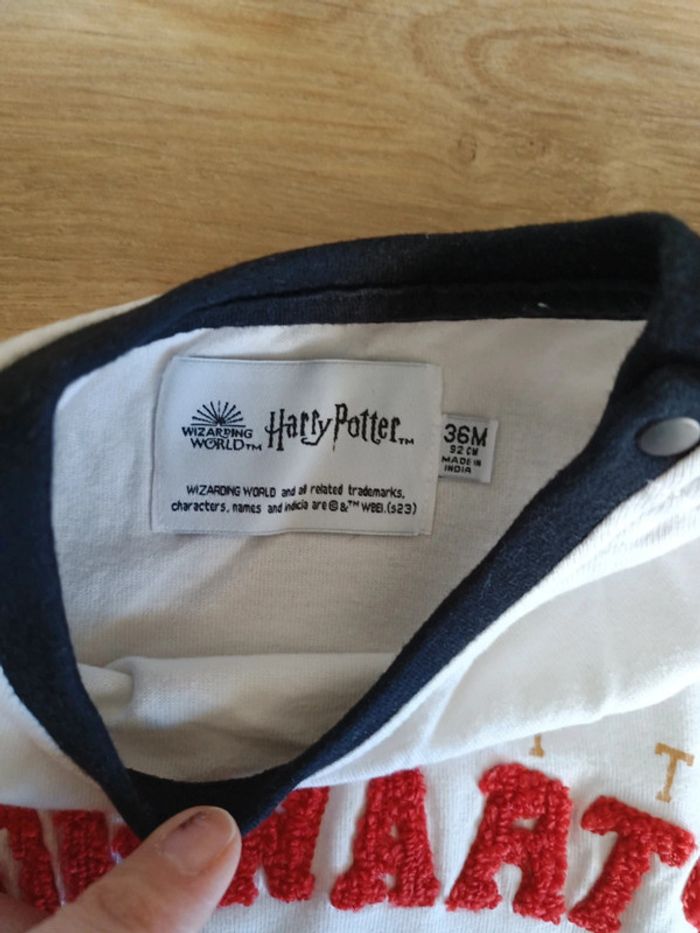 WIZARDING
WORLD™
Harry Potter™
WIZARDING WORLD and all related trademarks,
characters, names and indicia are © & ™ WBEI. (s23)
36M
92 CM
MADE IN
INDIA
T
WARTS